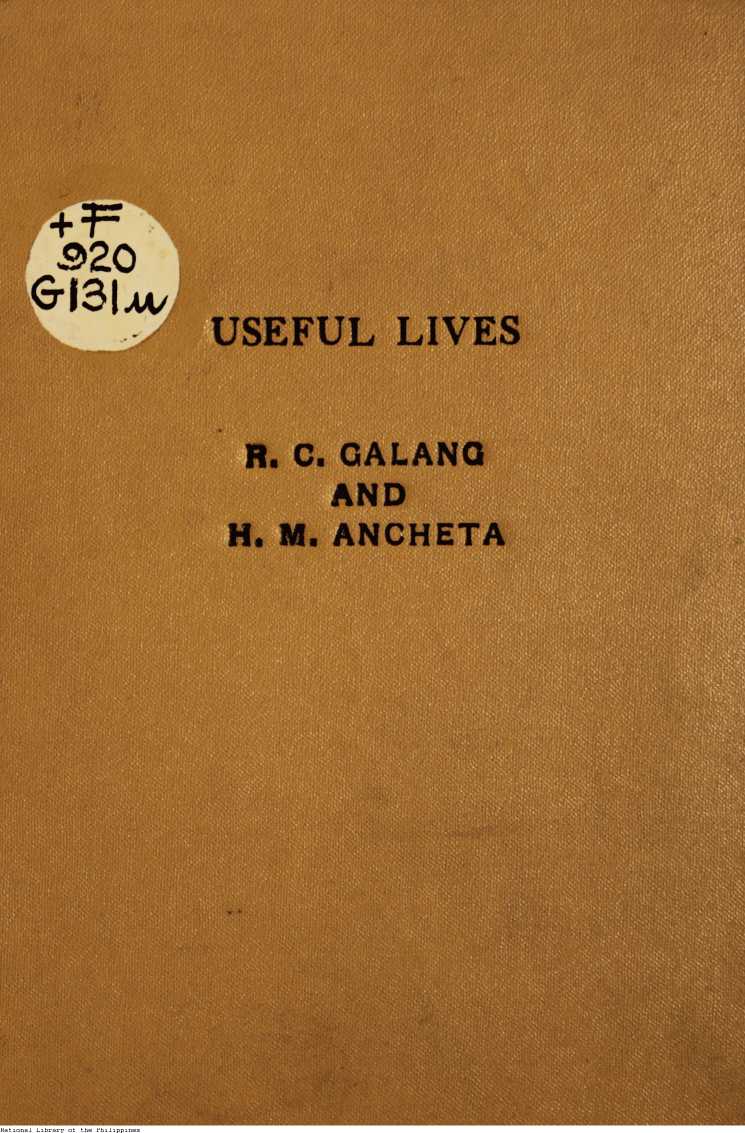 +F
920
G131u
USEFUL LIVES
R. C. GALANG
AND
H. M. ANCHETA
National Library of the Philippines